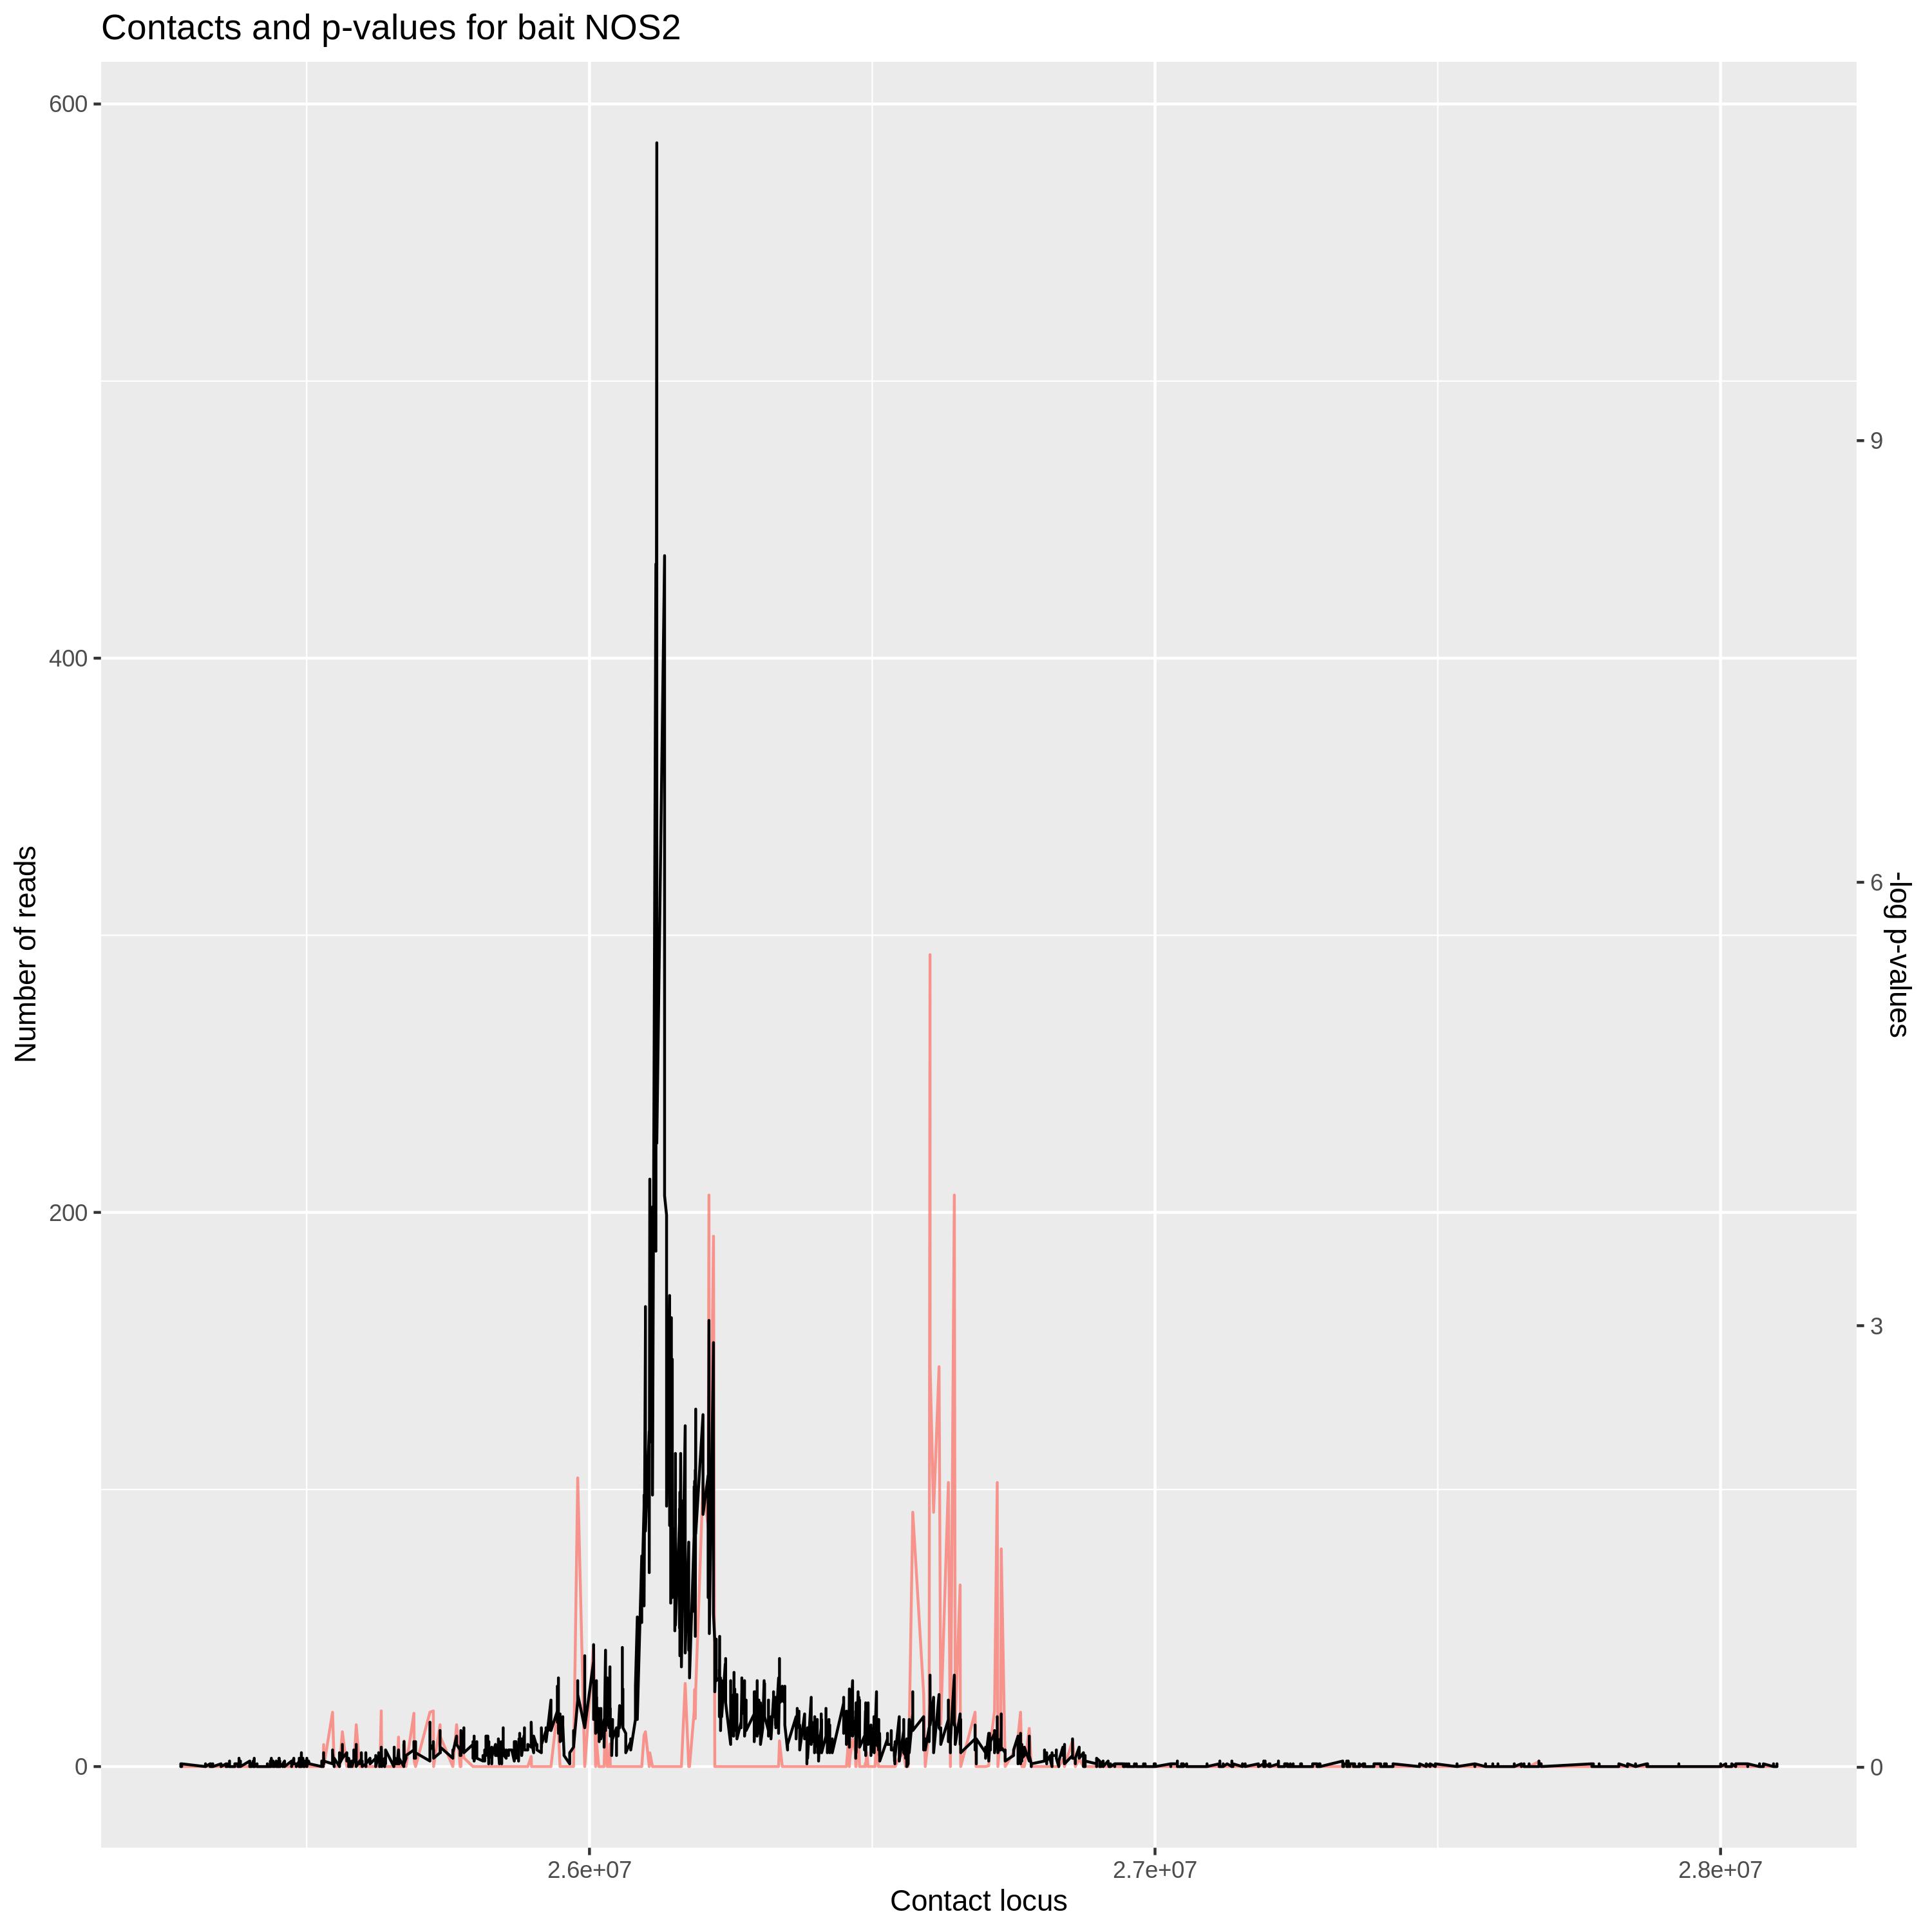 Contacts and p-values for bait NOS2
600
400
200
0
Number of reads
9
6
3
0
-log p-values
2.6e+07
2.7e+07
2.8e+07
Contact locus